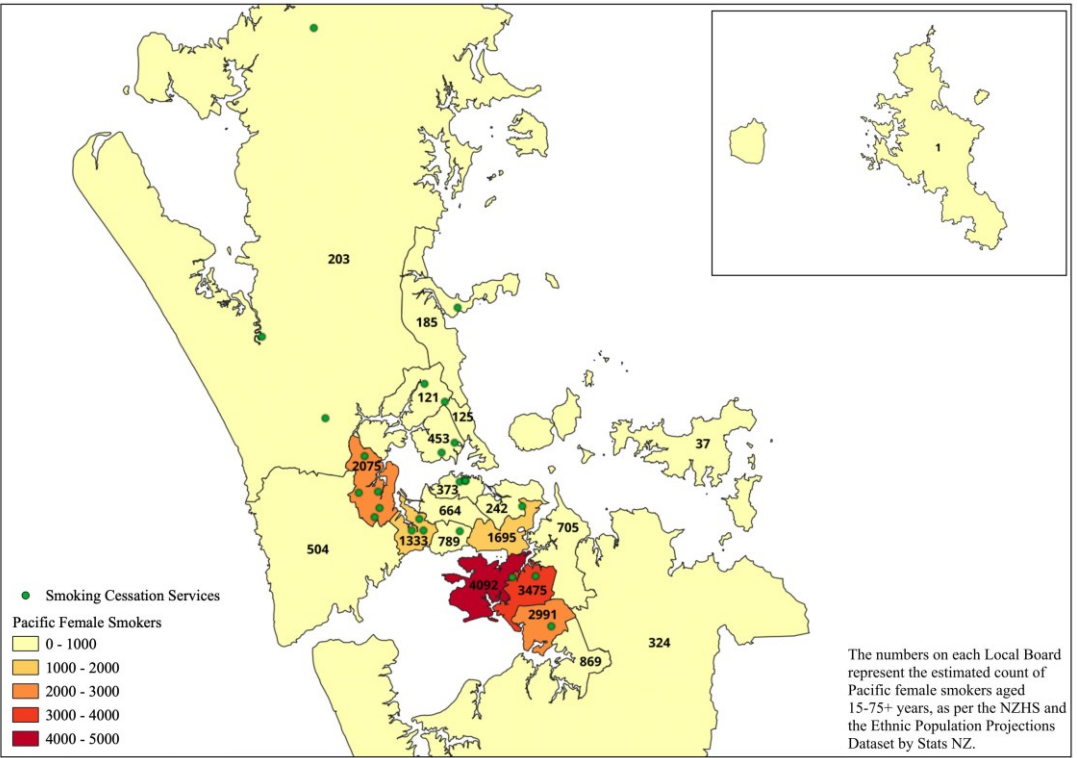 1
203
185
121
125
453
37
2075
373
664
242
705
504
1333
789
1695
4092
3475
2991
324
869
Smoking Cessation Services
Pacific Female Smokers
0 - 1000
1000 - 2000
2000 - 3000
3000 - 4000
4000 - 5000
The numbers on each Local Board
represent the estimated count of
Pacific female smokers aged
15-75+ years, as per the NZHS and
the Ethnic Population Projections
Dataset by Stats NZ.